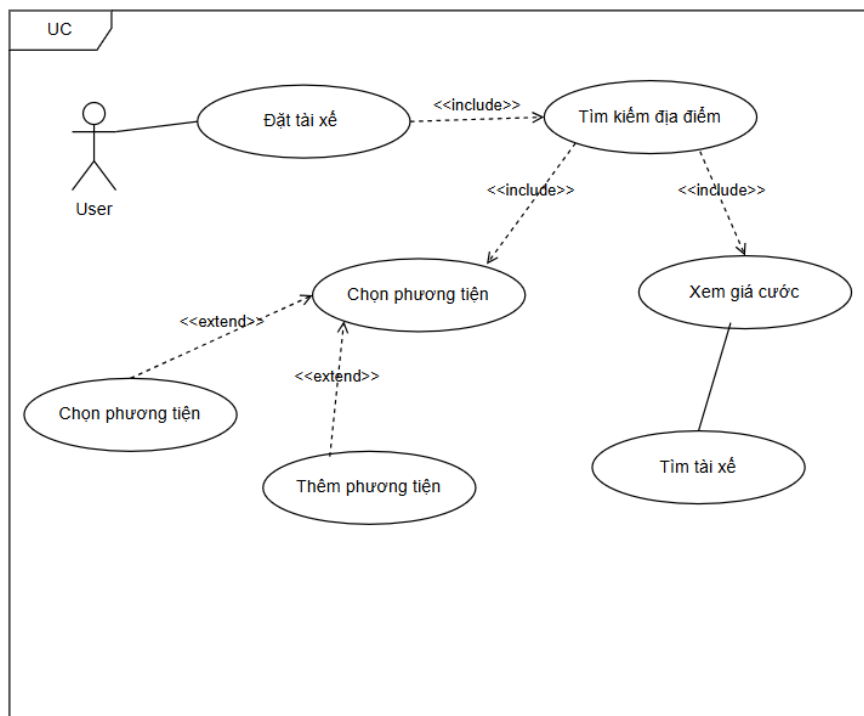 UC
Đặt tài xế
<<include>>
Tìm kiếm địa điểm
User
<<include>>
<<include>>
Chọn phương tiện
Xem giá cước
<<extend>>
<<extend>>
Chọn phương tiện
Tìm tài xế
Thêm phương tiện